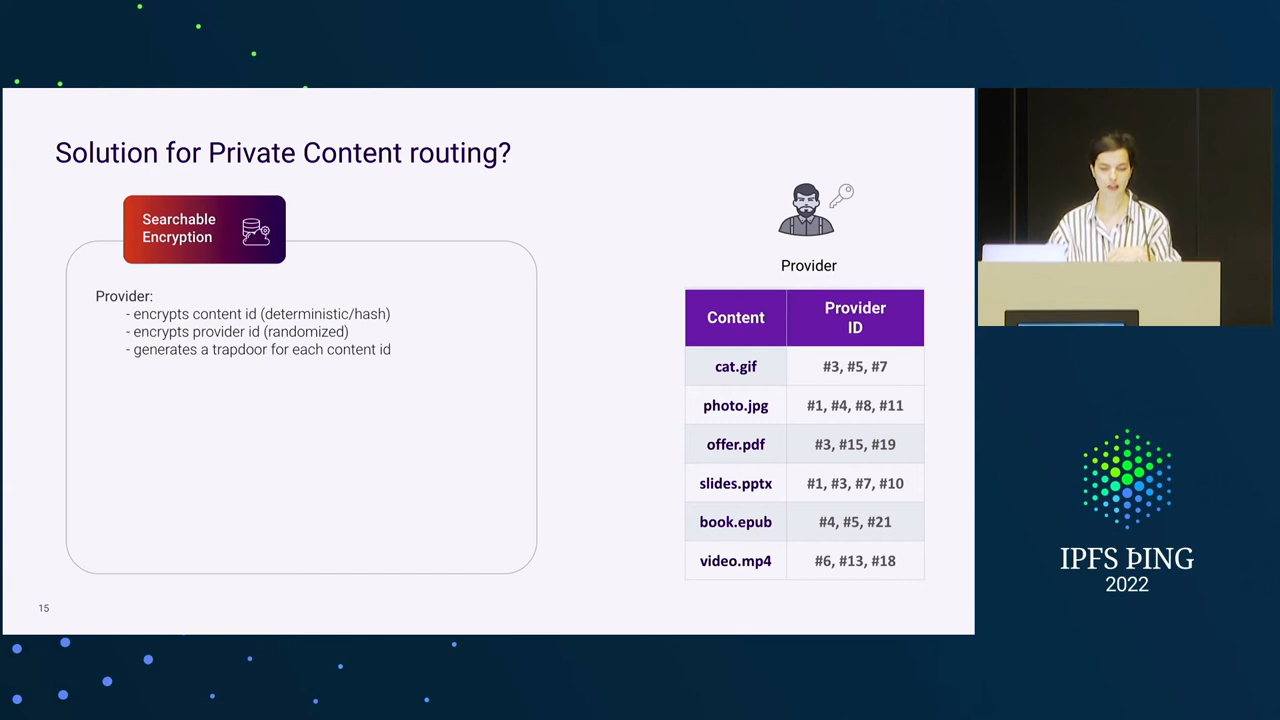 Solution for Private Content routing?
Searchable
Encryption
Provider:
- encrypts content id (deterministic/hash)
- encrypts provider id (randomized)
- generates a trapdoor for each content id
Provider
Content Provider ID
cat.gif #3, #5, #7
photo.jpg #1, #4, #8, #11
offer.pdf #3, #15, #19
slides.pptx #1, #3, #7, #10
book.epub #4, #5, #21
video.mp4 #6, #13, #18
15
IPFS ÞING
2022